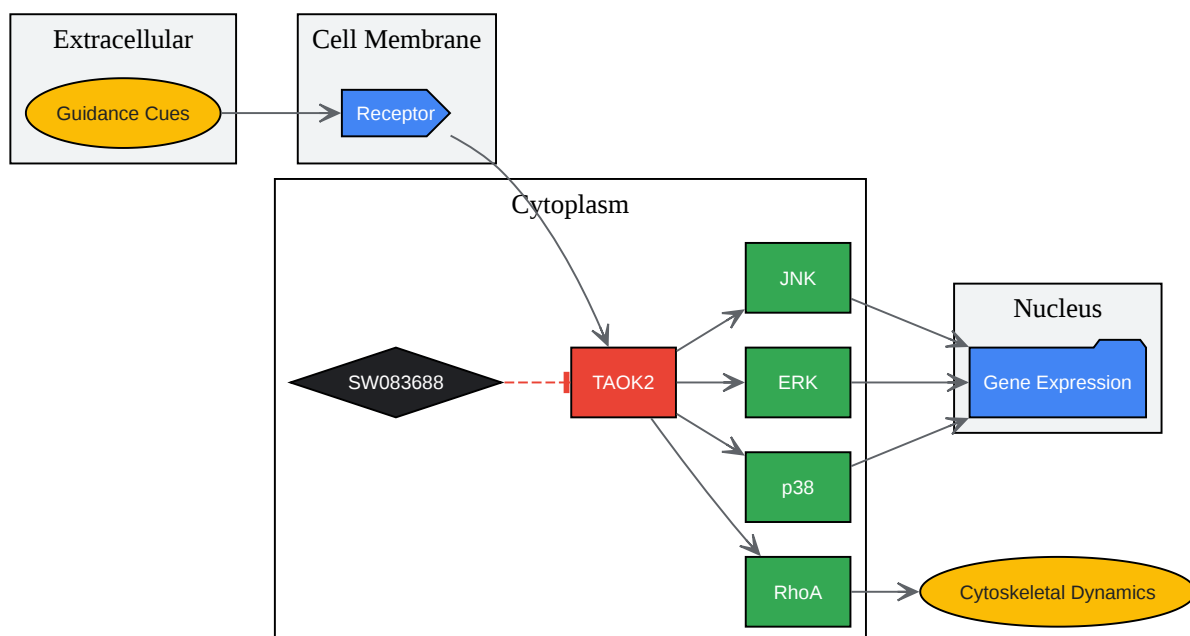 Extracellular
Cell Membrane
Guidance Cues
Receptor
Cytoplasm
JNK
Nucleus
SW083688
TAOK2
ERK
Gene Expression
p38
RhoA
Cytoskeletal Dynamics